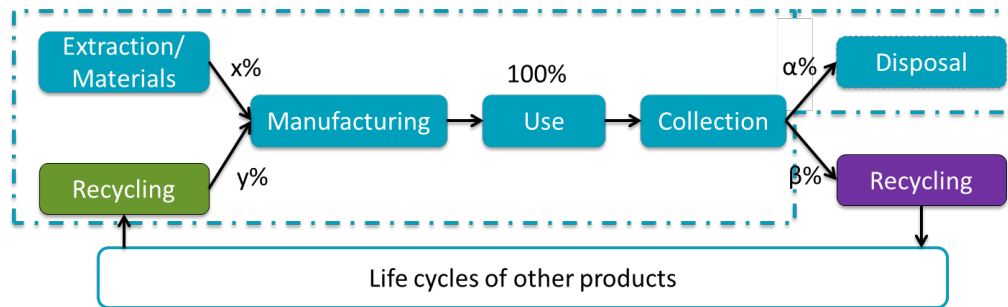 Extraction/
Materials
x%
100%
α%
Disposal
Manufacturing
Use
Collection
Recycling
y%
β%
Recycling
Life cycles of other products